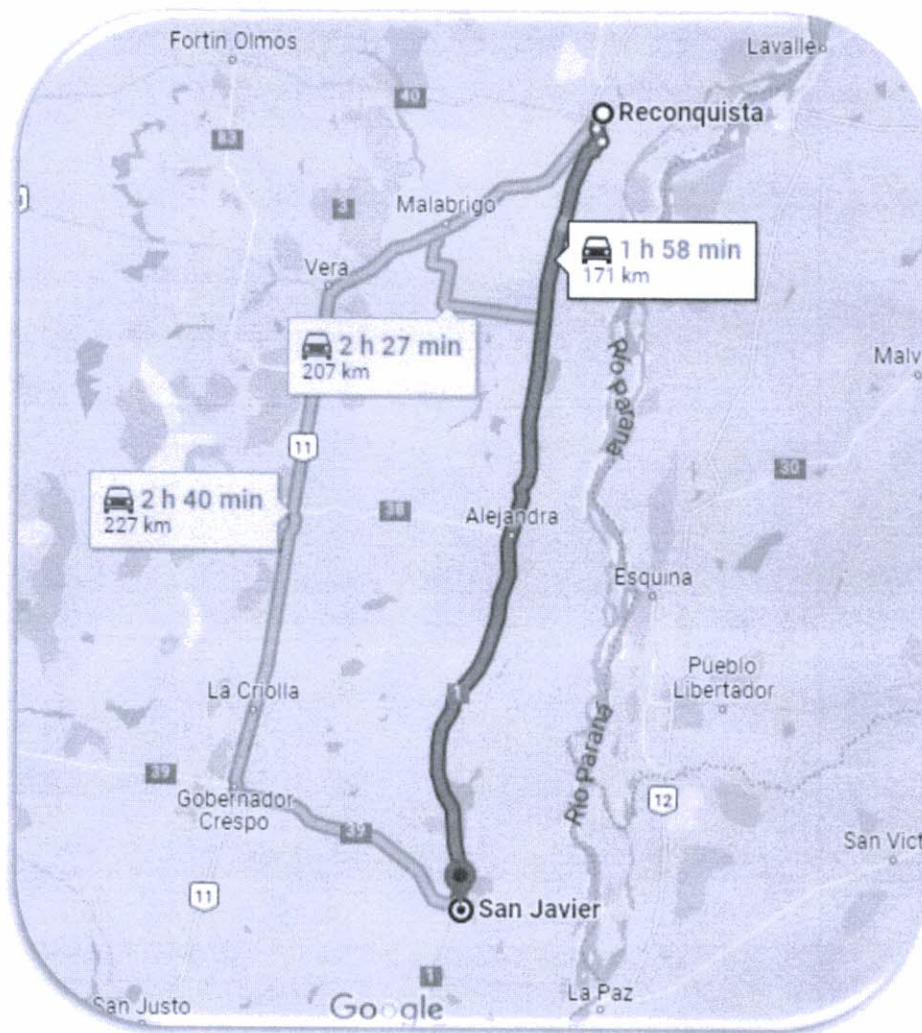 Fortin Olmos
Lavalle
40
Reconquista
83
3
Malabrigo
1 h 58 min
171 km
Vera
2 h 27 min
207 km
Río Paraná
Malv
11
2 h 40 min
227 km
30
38
Alejandra
Esquina
Pueblo
Libertador
La Criolla
1
Río Paraná
39
Gobernador
Crespo
12
39
San Vict
11
San Javier
1
La Paz
San Justo
Google